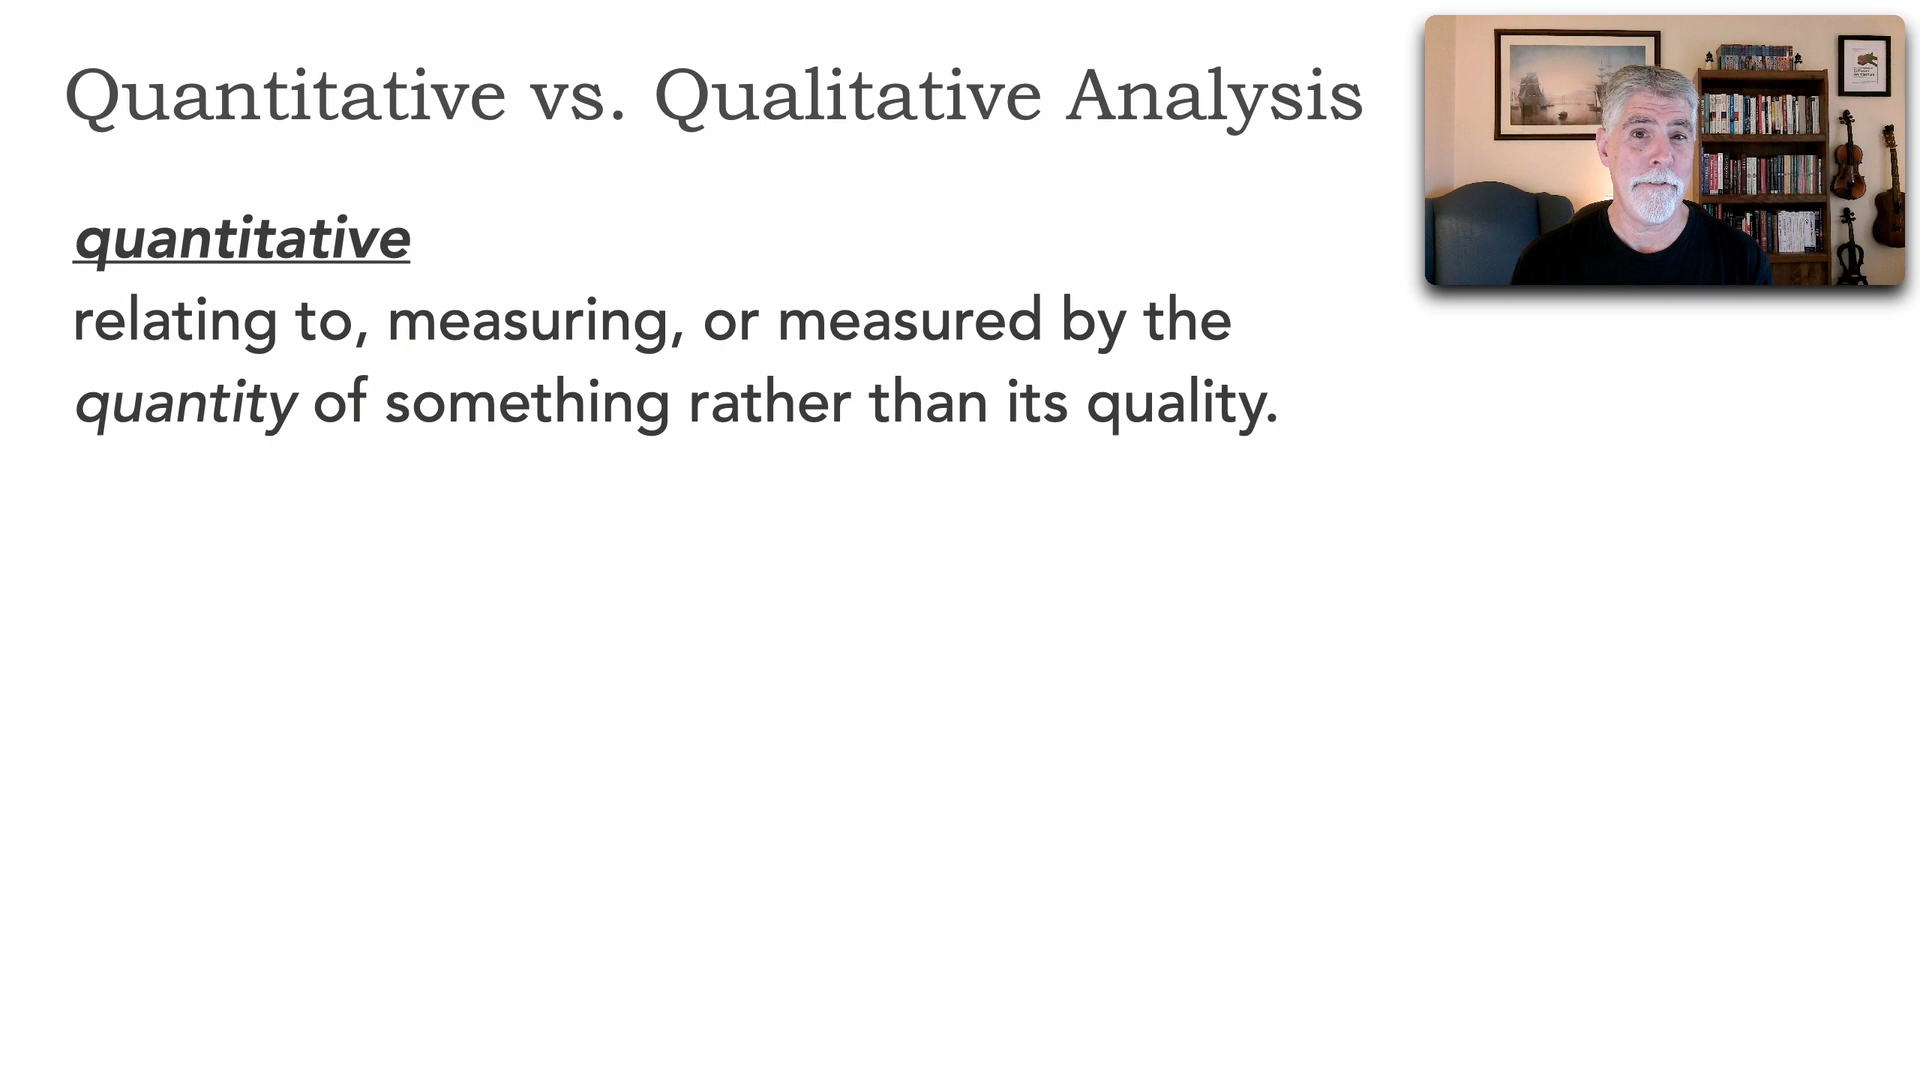 Quantitative vs. Qualitative Analysis
quantitative
relating to, measuring, or measured by the
quantity of something rather than its quality.